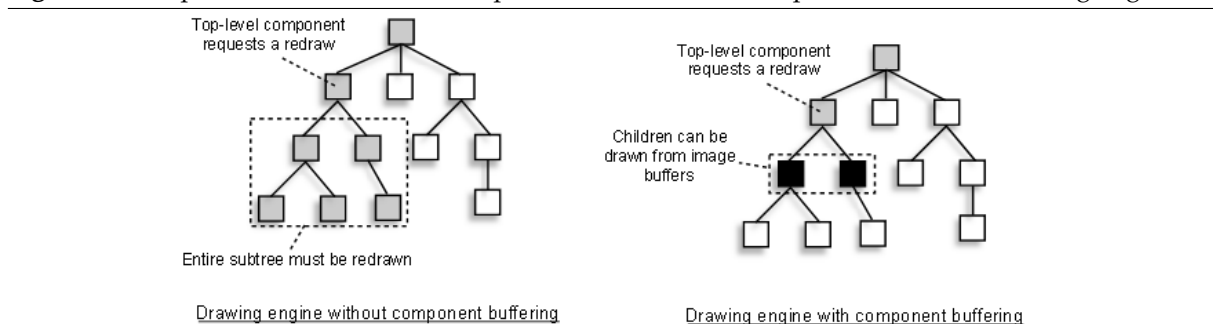 Top-level component
requests a redraw
Entire subtree must be redrawn
Drawing engine without component buffering
Top-level component
requests a redraw
Children can be
drawn from image
buffers
Drawing engine with component buffering